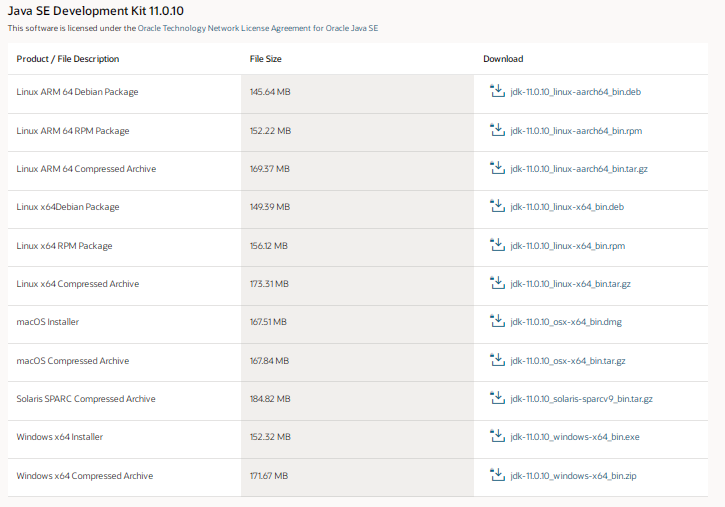 Java SE Development Kit 11.0.10
This software is licensed under the Oracle Technology Network License Agreement for Oracle Java SE
Product / File Description File Size Download
Linux ARM 64 Debian Package 145.64 MB jdk-11.0.10_linux-aarch64_bin.deb
Linux ARM 64 RPM Package 152.22 MB jdk-11.0.10_linux-aarch64_bin.rpm
Linux ARM 64 Compressed Archive 169.37 MB jdk-11.0.10_linux-aarch64_bin.tar.gz
Linux x64Debian Package 149.39 MB jdk-11.0.10_linux-x64_bin.deb
Linux x64 RPM Package 156.12 MB jdk-11.0.10_linux-x64_bin.rpm
Linux x64 Compressed Archive 173.31 MB jdk-11.0.10_linux-x64_bin.tar.gz
macOS Installer 167.51 MB jdk-11.0.10_osx-x64_bin.dmg
macOS Compressed Archive 167.84 MB jdk-11.0.10_osx-x64_bin.tar.gz
Solaris SPARC Compressed Archive 184.82 MB jdk-11.0.10_solaris-sparcv9_bin.tar.gz
Windows x64 Installer 152.32 MB jdk-11.0.10_windows-x64_bin.exe
Windows x64 Compressed Archive 171.67 MB jdk-11.0.10_windows-x64_bin.zip